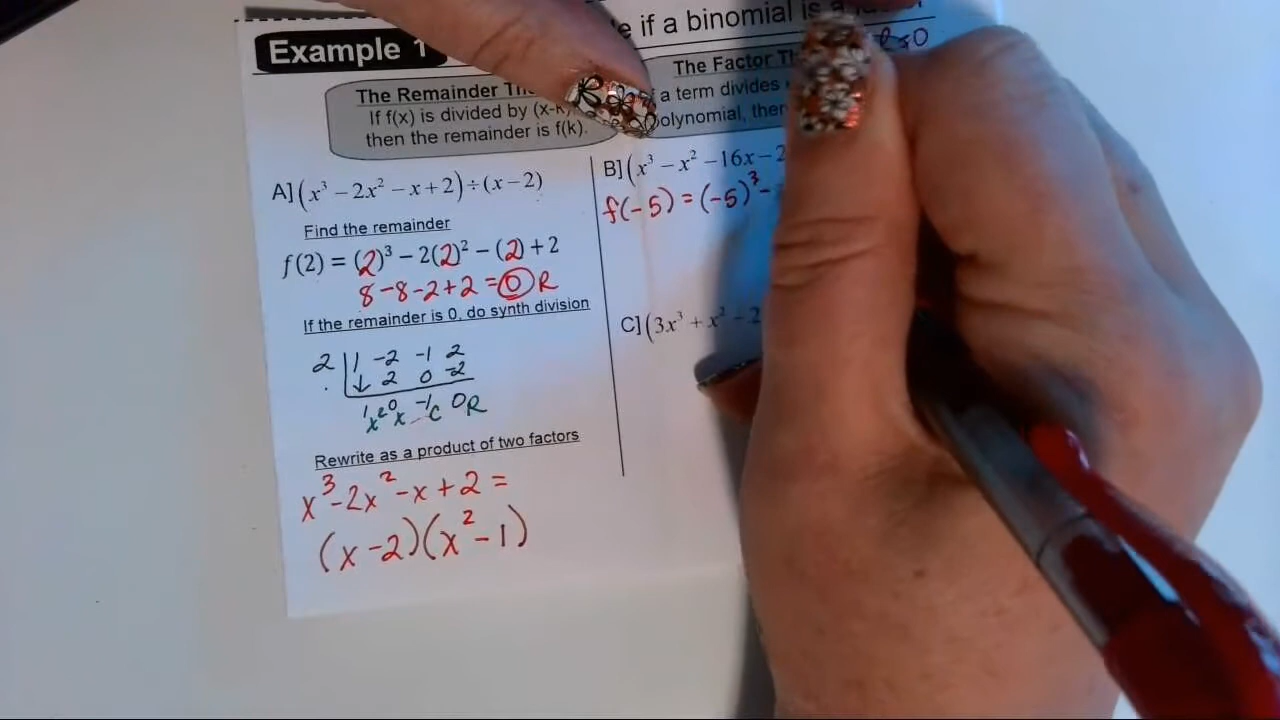 if a binomial is a
R=0
Example 1
The Remainder
If f(x) is divided by (x-k),
then the remainder is f(k).
The Factor
a term divides
polynomial, then
A](x³ − 2x² − x + 2) ÷ (x − 2)
Find the remainder
f(2) = (2)³ − 2(2)² − (2) + 2
8 - 8 - 2 + 2 = 0 R
If the remainder is 0, do synth division
2 | 1 -2 -1 2
↓ 2 0 -2
1 0 -1 0R
x² x c
Rewrite as a product of two factors
x³ - 2x² - x + 2 =
(x - 2)(x² - 1)
B](x³ − x² − 16x − 2
f(-5) = (-5)³ -
C](3x³ + x² − 2